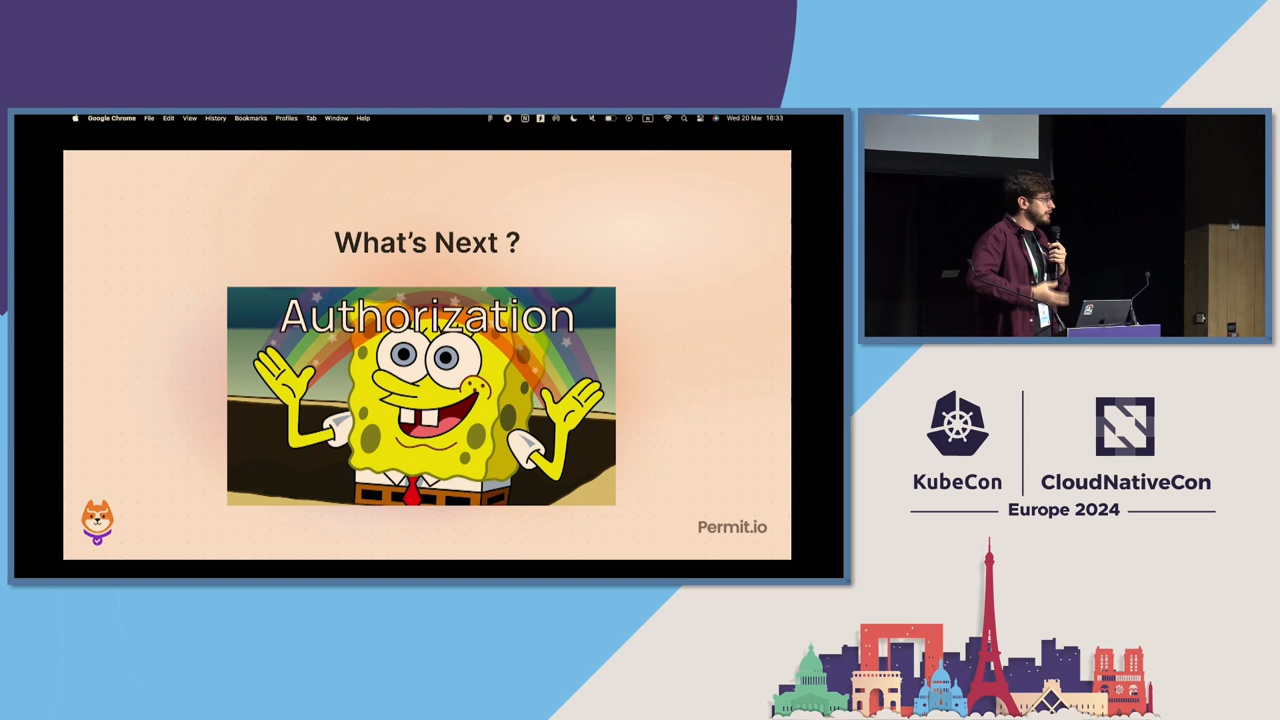 Google Chrome File Edit View History Bookmarks Profiles Tab Window Help Wed 20 Mar 16:33
What's Next ?
Authorization
Permit.io
KubeCon
CloudNativeCon
Europe 2024